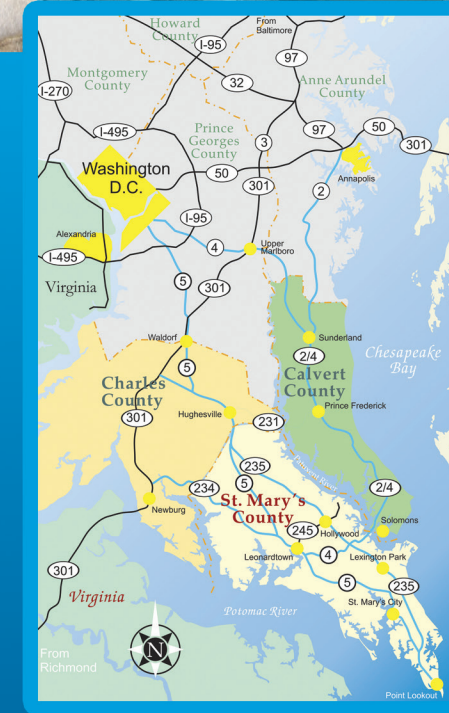 Howard
County
From
Baltimore
I-95
97
Montgomery
County
32
Anne Arundel
County
I-270
I-495
97
50
Prince
Georges
County
3
301
Washington
D.C.
50
Annapolis
301
2
I-95
Alexandria
4
Upper
Marlboro
I-495
Virginia
5
301
Waldorf
Sunderland
2/4
Chesapeake
Bay
5
Calvert
County
Charles
County
Prince Frederick
Hughesville
301
231
Patuxent River
235
5
234
St. Mary's
County
2/4
Newburg
245
Solomons
Hollywood
Leonardtown
4
Lexington Park
301
5
235
Virginia
St. Mary's City
Potomac River
N
From
Richmond
Point Lookout